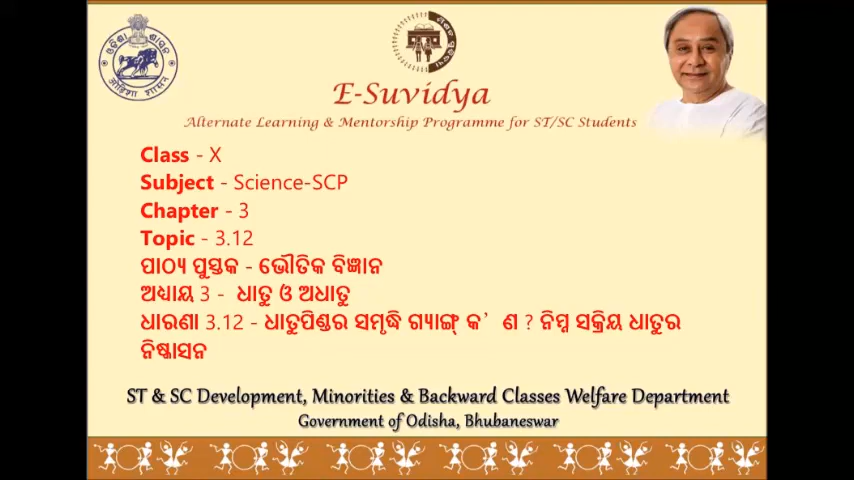 E-Suvidya
Alternate Learning & Mentorship Programme for ST/SC Students
Class - X
Subject - Science-SCP
Chapter - 3
Topic - 3.12
ପାଠ୍ୟ ପୁସ୍ତକ - ଭୌତିକ ବିଜ୍ଞାନ
ଅଧ୍ୟାୟ 3 - ଧାତୁ ଓ ଅଧାତୁ
ଧାରଣା 3.12 - ଧାତୁପିଣ୍ଡର ସମୃଦ୍ଧି ଗ୍ୟାଙ୍ଗ୍ କ’ ଣ ? ନିମ୍ନ ସକ୍ରିୟ ଧାତୁର
ନିଷ୍କାସନ
ST & SC Development, Minorities & Backward Classes Welfare Department
Government of Odisha, Bhubaneswar